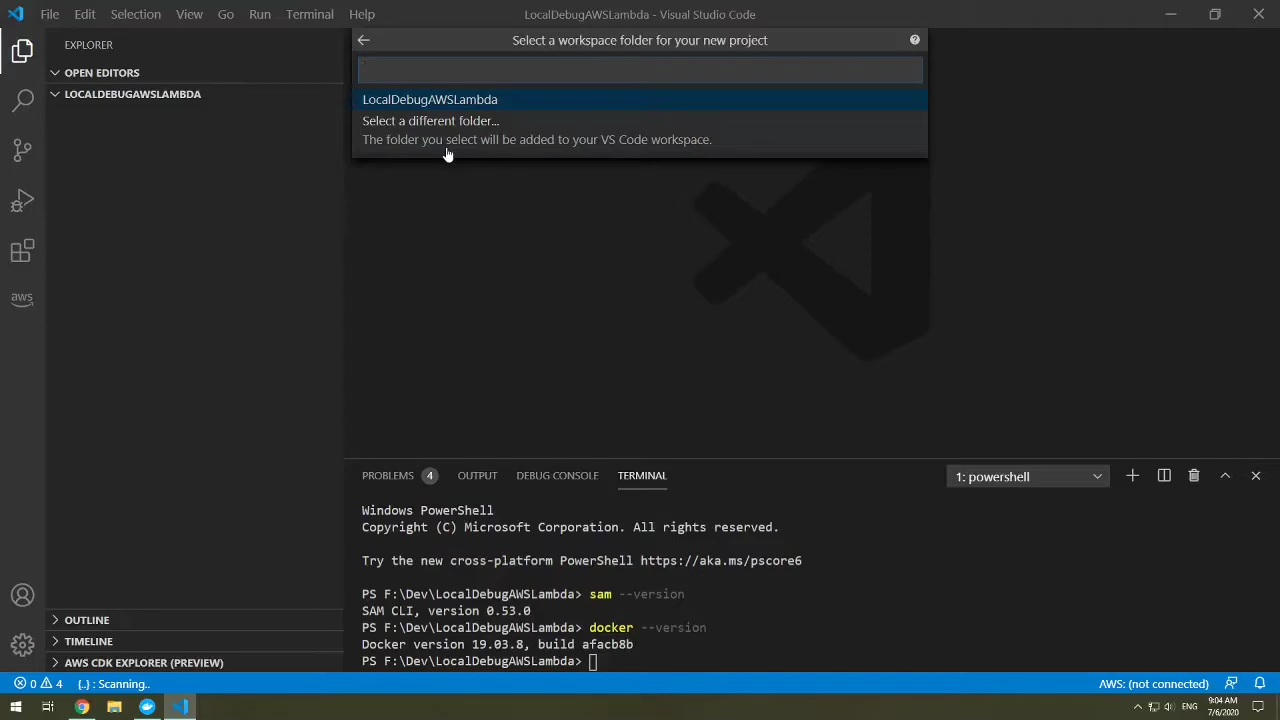 File Edit Selection View Go Run Terminal Help
LocalDebugAWSLambda - Visual Studio Code
EXPLORER
OPEN EDITORS
LOCALDEBUGAWSLAMBDA
aws
Select a workspace folder for your new project
LocalDebugAWSLambda
Select a different folder...
The folder you select will be added to your VS Code workspace.
PROBLEMS 4 OUTPUT DEBUG CONSOLE TERMINAL
1: powershell
Windows PowerShell
Copyright (C) Microsoft Corporation. All rights reserved.
Try the new cross-platform PowerShell https://aka.ms/pscore6
PS F:\Dev\LocalDebugAWSLambda> sam --version
SAM CLI, version 0.53.0
PS F:\Dev\LocalDebugAWSLambda> docker --version
Docker version 19.03.8, build afacb8b
PS F:\Dev\LocalDebugAWSLambda>
OUTLINE
TIMELINE
AWS CDK EXPLORER (PREVIEW)
0 4 {..} : Scanning..
AWS: (not connected)
ENG
9:04 AM
7/6/2020